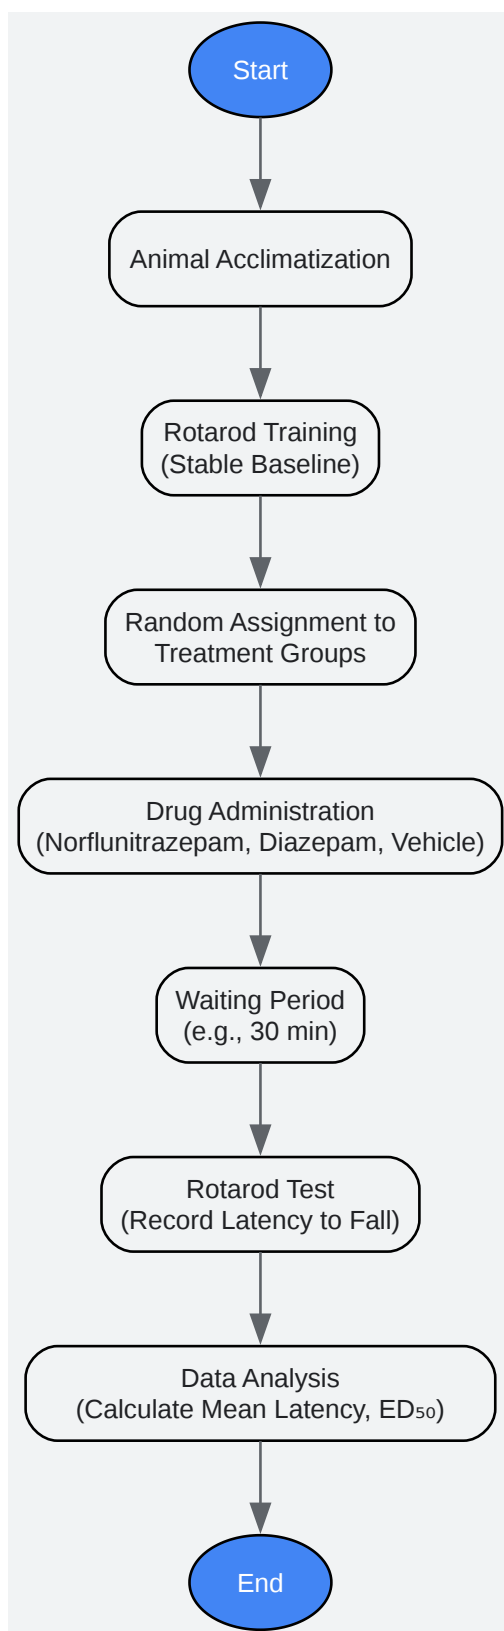 Start
Animal Acclimatization
Rotarod Training
(Stable Baseline)
Random Assignment to
Treatment Groups
Drug Administration
(Norflunitrazepam, Diazepam, Vehicle)
Waiting Period
(e.g., 30 min)
Rotarod Test
(Record Latency to Fall)
Data Analysis
(Calculate Mean Latency, ED₅₀)
End